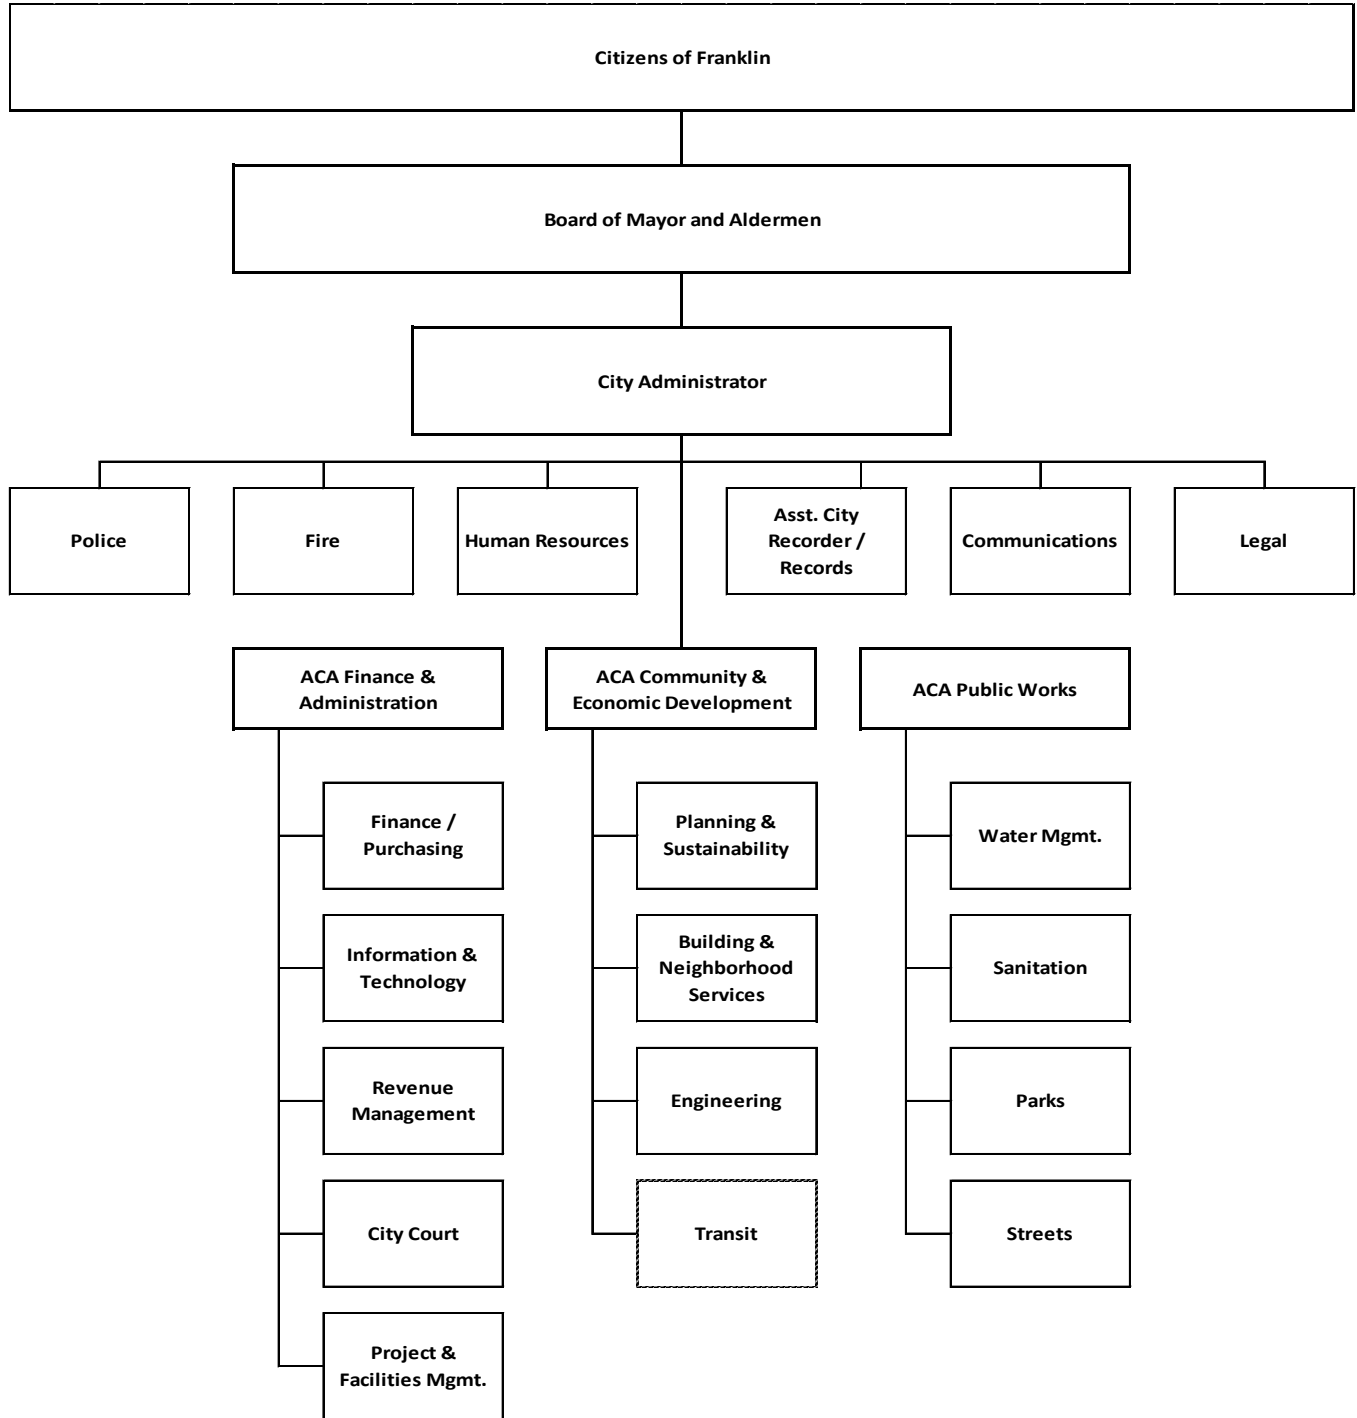 Citizens of Franklin
Board of Mayor and Aldermen
City Administrator
Police
Fire
Human Resources
Asst. City
Recorder /
Records
Communications
Legal
ACA Finance &
Administration
ACA Community &
Economic Development
ACA Public Works
Finance /
Purchasing
Planning &
Sustainability
Water Mgmt.
Information &
Technology
Building &
Neighborhood
Services
Sanitation
Revenue
Management
Engineering
Parks
City Court
Transit
Streets
Project &
Facilities Mgmt.